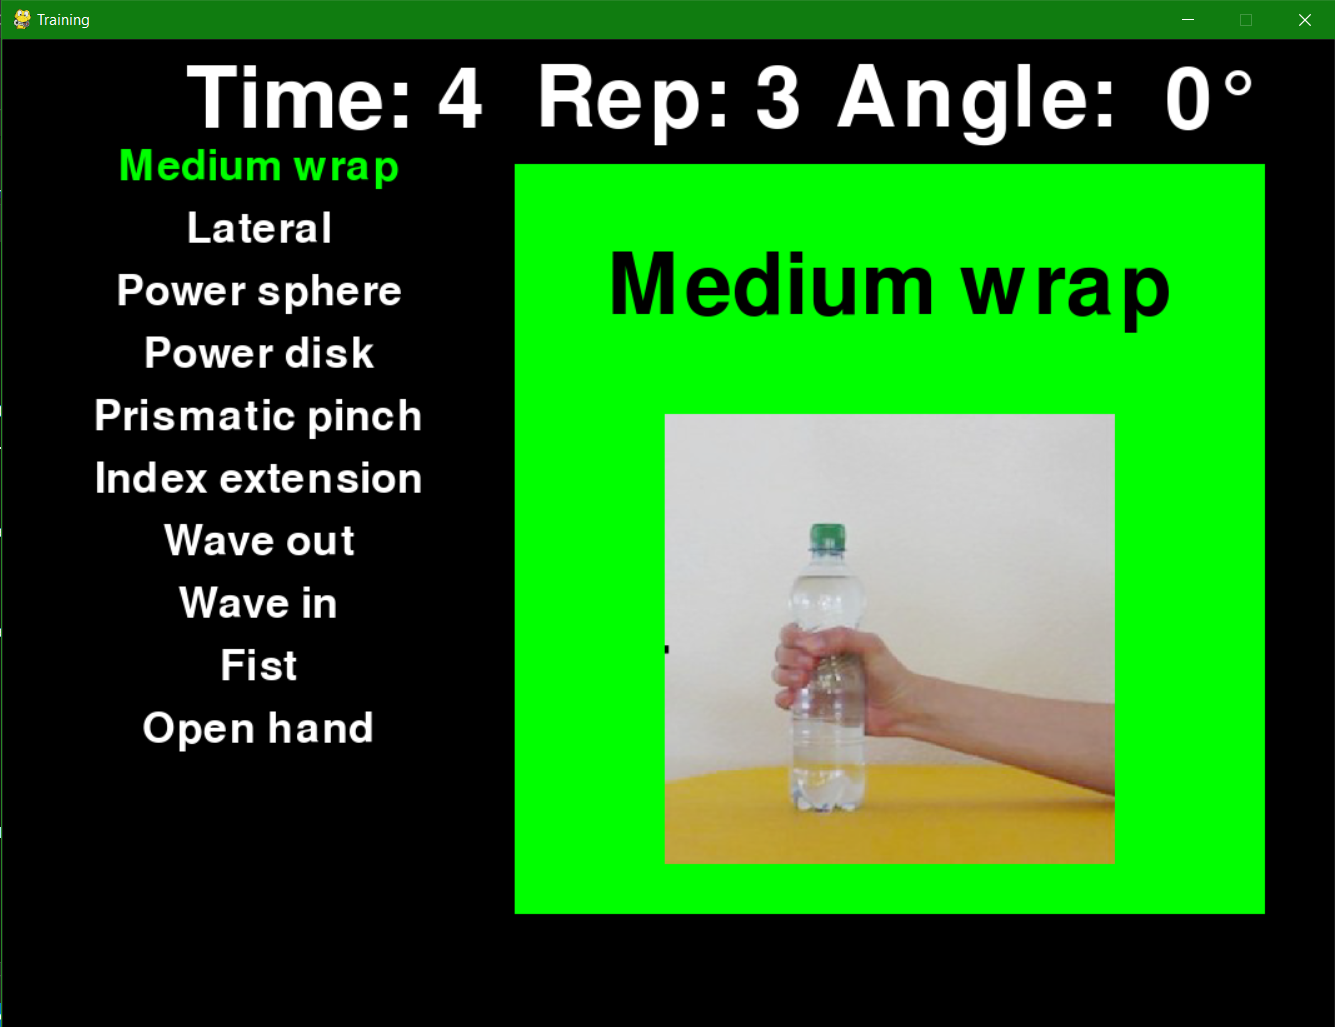 Training
Time: 4 Rep: 3 Angle: 0°
Medium wrap
Lateral
Power sphere
Power disk
Prismatic pinch
Index extension
Wave out
Wave in
Fist
Open hand
Medium wrap